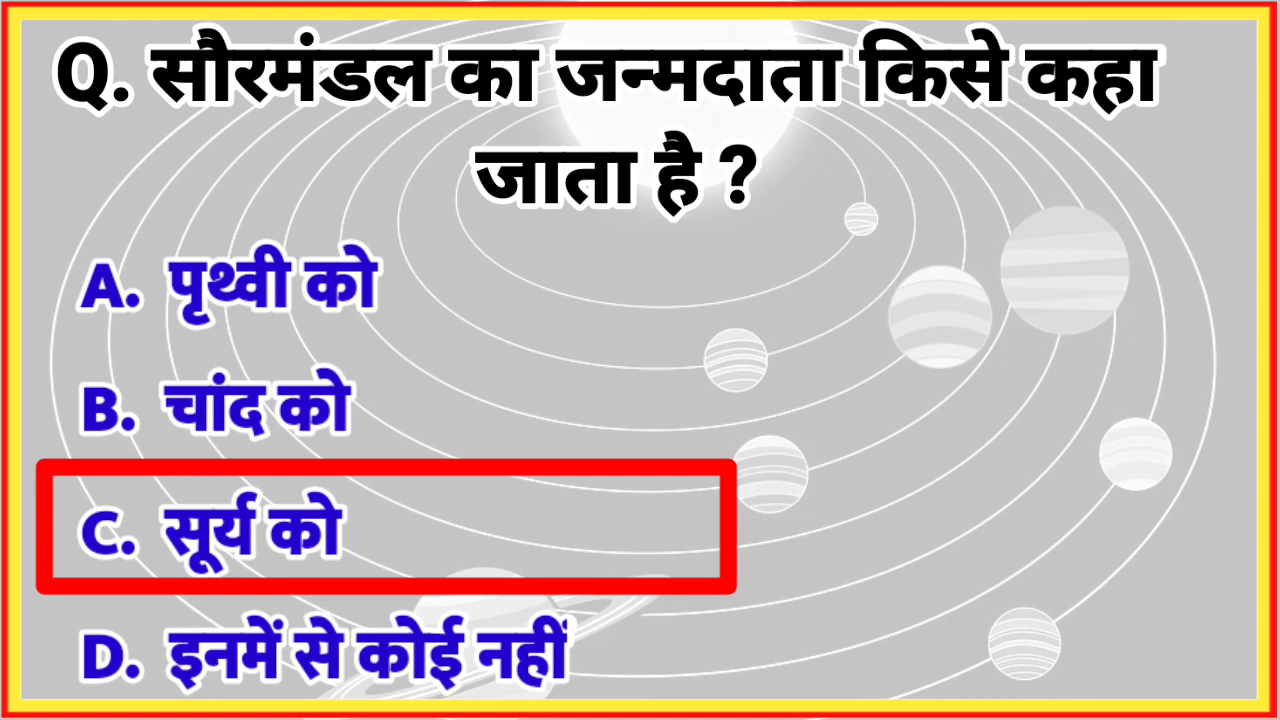 Q. सौरमंडल का जन्मदाता किसे कहा
जाता है ?
A. पृथ्वी को
B. चांद को
C. सूर्य को
D. इनमें से कोई नहीं